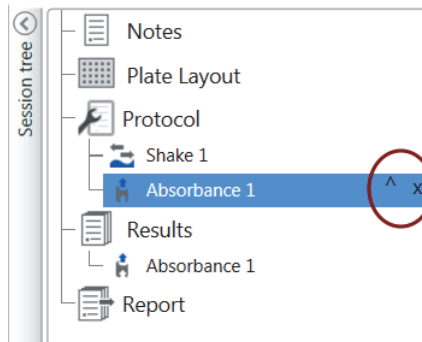 Session tree
Notes
Plate Layout
Protocol
Shake 1
Absorbance 1 ^ x
Results
Absorbance 1
Report